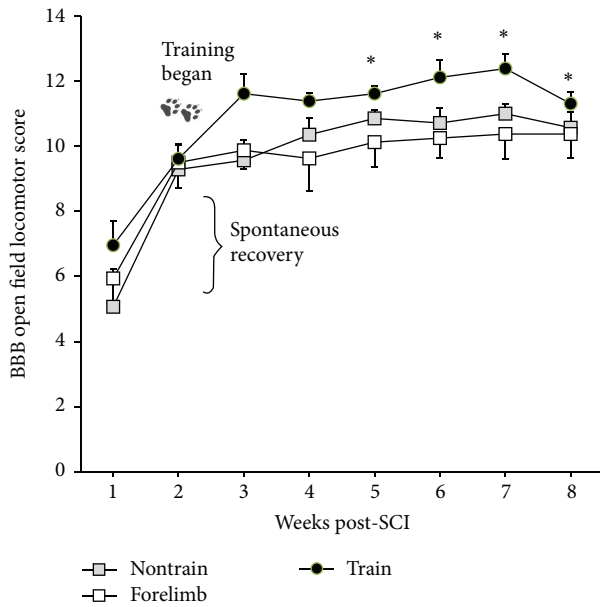 14
12
10
8
6
4
2
0
BBB open field locomotor score
Training
began
*
*
*
*
Spontaneous
recovery
1 2 3 4 5 6 7 8
Weeks post-SCI
Nontrain
Train
Forelimb